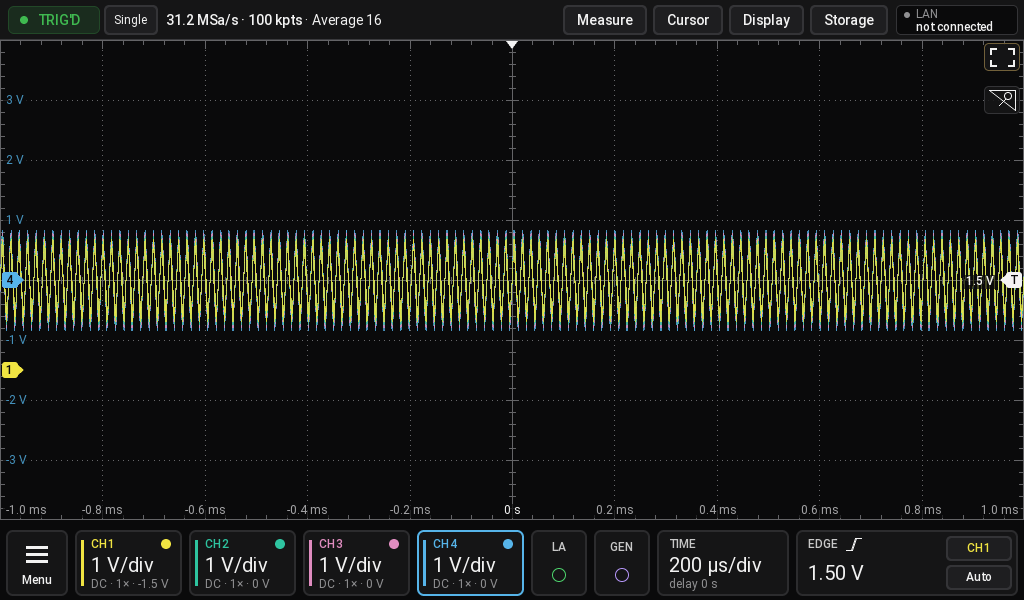 TRIG'D
Single
31.2 MSa/s · 100 kpts · Average 16
Measure
Cursor
Display
Storage
LAN
not connected
3 V
2 V
1 V
4
1.5 V
T
-1 V
1
-2 V
-3 V
-1.0 ms
-0.8 ms
-0.6 ms
-0.4 ms
-0.2 ms
0 s
0.2 ms
0.4 ms
0.6 ms
0.8 ms
1.0 ms
Menu
CH1
1 V/div
DC · 1× · -1.5 V
CH2
1 V/div
DC · 1× · 0 V
CH3
1 V/div
DC · 1× · 0 V
CH4
1 V/div
DC · 1× · 0 V
LA
GEN
TIME
200 µs/div
delay 0 s
EDGE
1.50 V
CH1
Auto